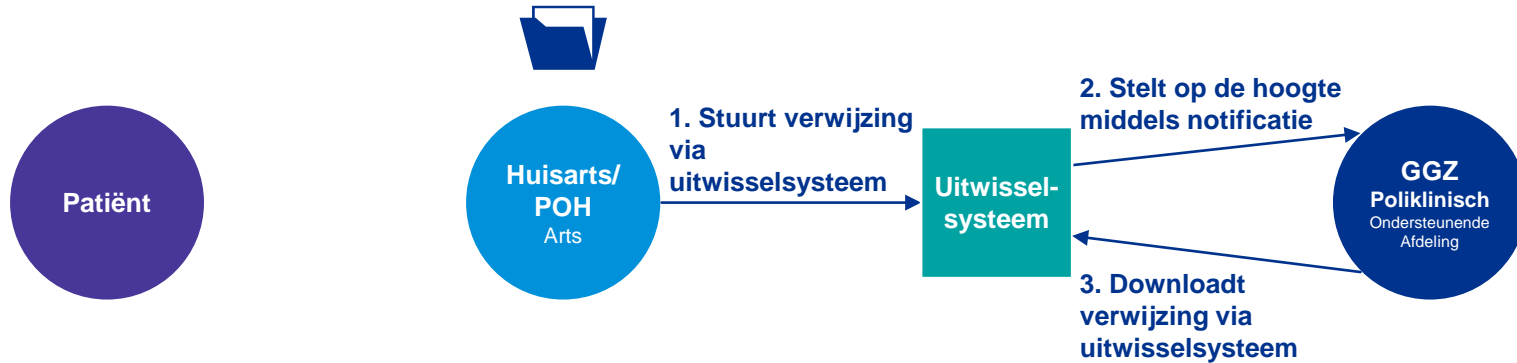 Patiënt
Huisarts/
POH
Arts
1. Stuurt verwijzing
via
uitwisselsysteem
Uitwissel-
systeem
2. Stelt op de hoogte
middels notificatie
3. Downloadt
verwijzing via
uitwisselsysteem
GGZ
Poliklinisch
Ondersteunende
Afdeling